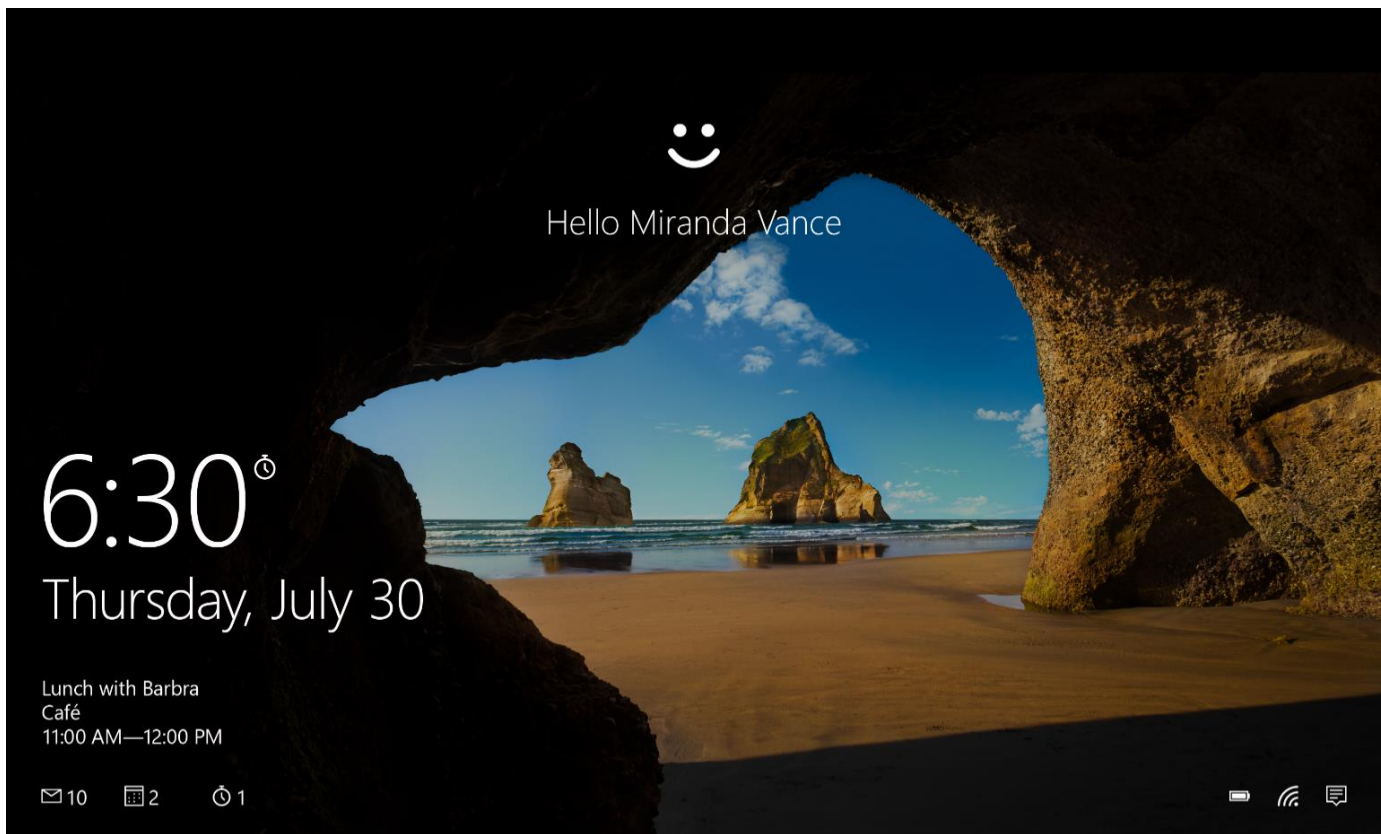 Hello Miranda Vance
6:30
Thursday, July 30
Lunch with Barbra
Café
11:00 AM—12:00 PM
10 2 1